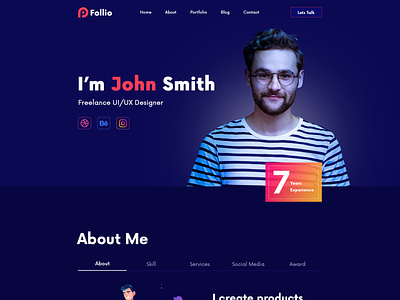 Follio
Home About Portfolio Blog Contact
Lets Talk
I'm John Smith
Freelance UI/UX Designer
Bē
7 Years
Experience
About Me
About Skill Services Social Media Award
I create products